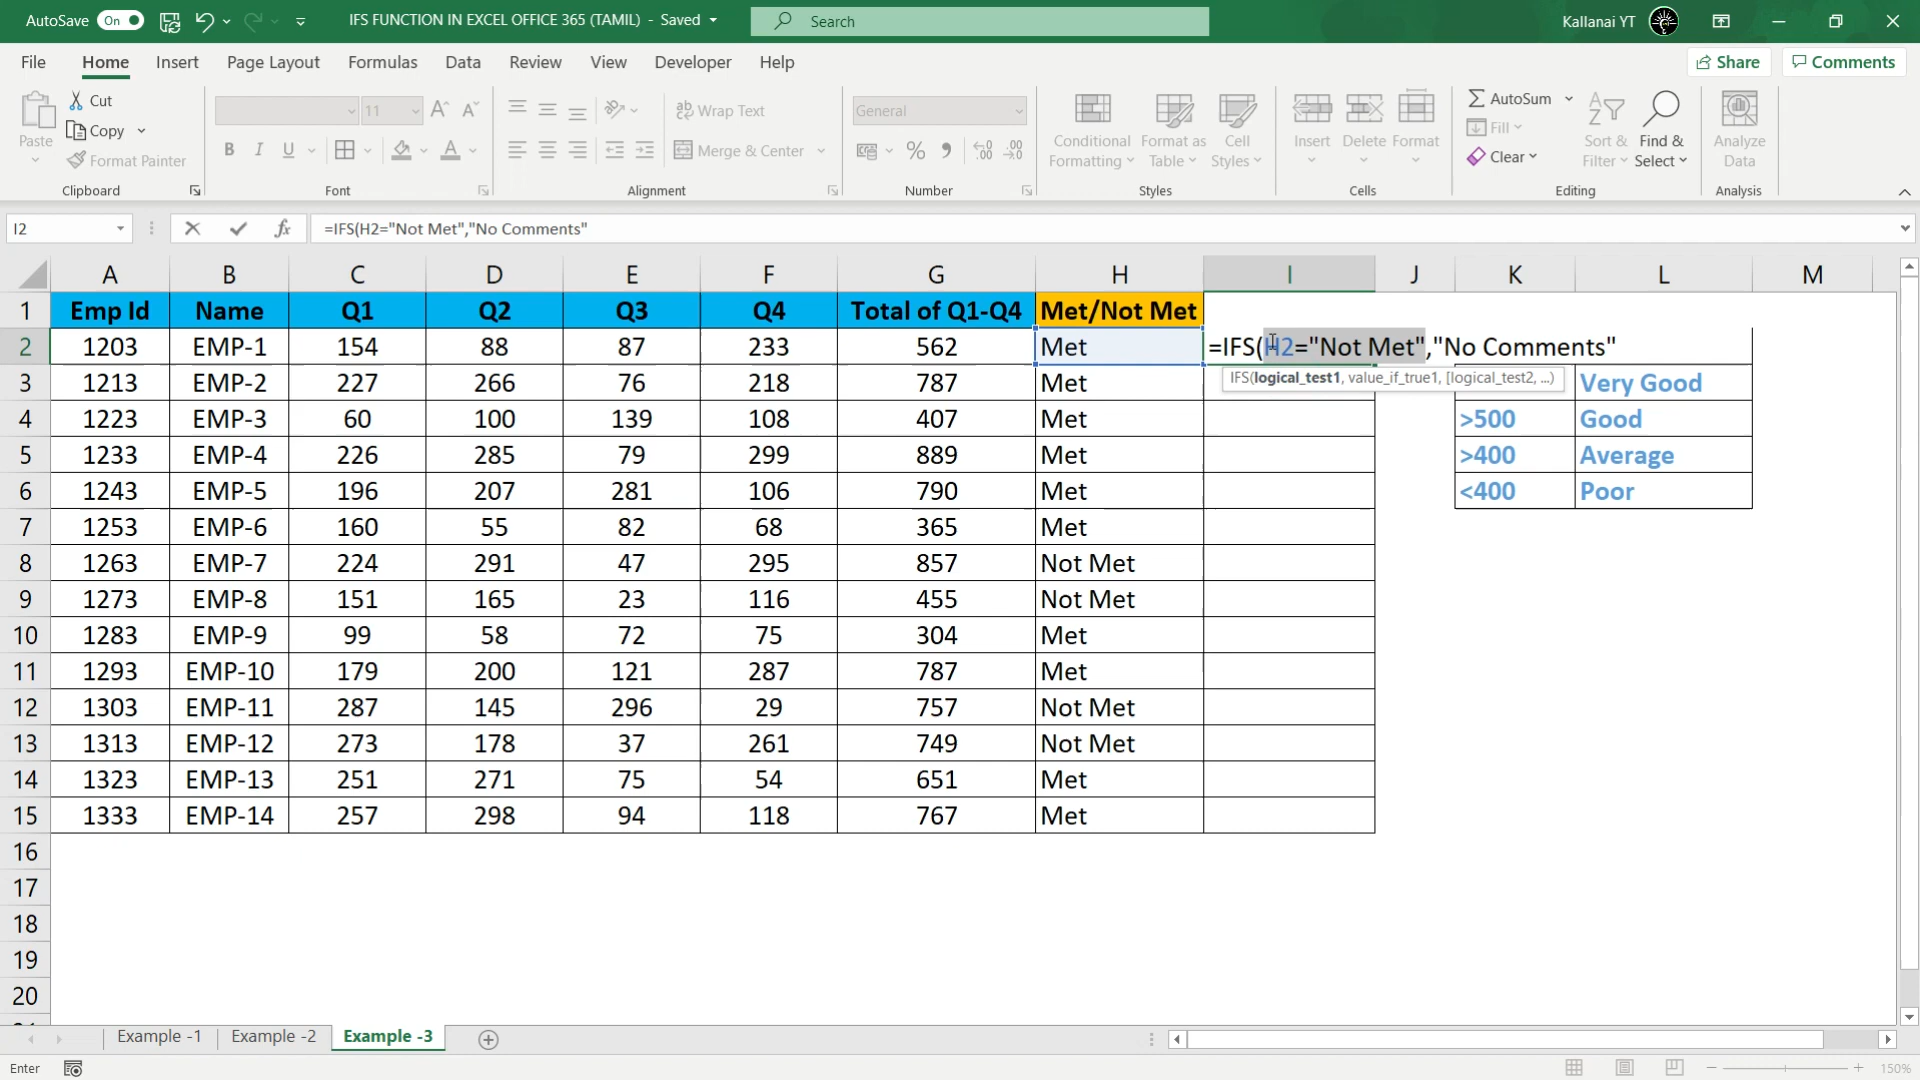 AutoSave On IFS FUNCTION IN EXCEL OFFICE 365 (TAMIL) - Saved Search Kallanai YT
File Home Insert Page Layout Formulas Data Review View Developer Help Share Comments
Paste
Cut
Copy
Format Painter
Clipboard
11
B I U
Font
Wrap Text
Merge & Center
Alignment
General
Number
Conditional Formatting
Format as Table
Cell Styles
Styles
Insert Delete Format
Cells
AutoSum
Fill
Clear
Sort & Filter
Find & Select
Editing
Analyze Data
Analysis
I2 fx =IFS(H2="Not Met","No Comments"
A B C D E F G H I J K L M
1 Emp Id Name Q1 Q2 Q3 Q4 Total of Q1-Q4 Met/Not Met
2 1203 EMP-1 154 88 87 233 562 Met =IFS(H2="Not Met","No Comments"
IFS(logical_test1, value_if_true1, [logical_test2, ...)
3 1213 EMP-2 227 266 76 218 787 Met Very Good
4 1223 EMP-3 60 100 139 108 407 Met >500 Good
5 1233 EMP-4 226 285 79 299 889 Met >400 Average
6 1243 EMP-5 196 207 281 106 790 Met <400 Poor
7 1253 EMP-6 160 55 82 68 365 Met
8 1263 EMP-7 224 291 47 295 857 Not Met
9 1273 EMP-8 151 165 23 116 455 Not Met
10 1283 EMP-9 99 58 72 75 304 Met
11 1293 EMP-10 179 200 121 287 787 Met
12 1303 EMP-11 287 145 296 29 757 Not Met
13 1313 EMP-12 273 178 37 261 749 Not Met
14 1323 EMP-13 251 271 75 54 651 Met
15 1333 EMP-14 257 298 94 118 767 Met
16
17
18
19
20
Example -1 Example -2 Example -3
Enter 150%